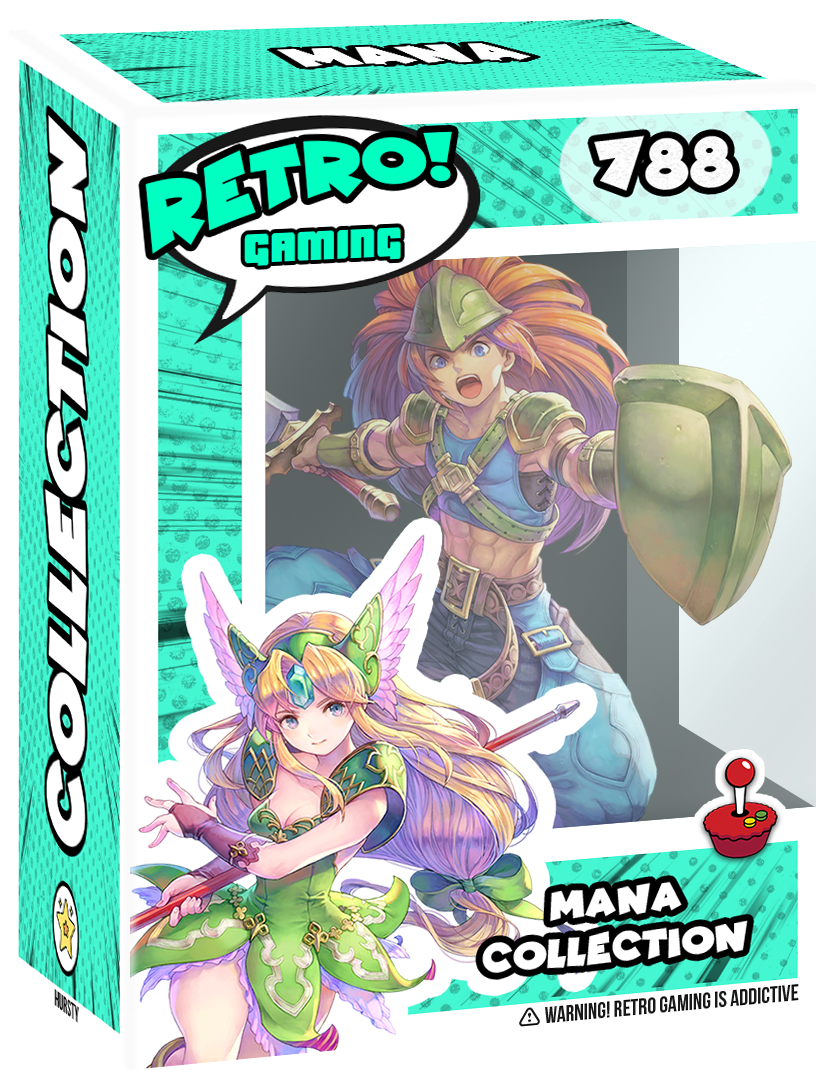 MANA
RETRO!
GAMING
788
COLLECTION
MANA
COLLECTION
WARNING! RETRO GAMING IS ADDICTIVE
HURSTY